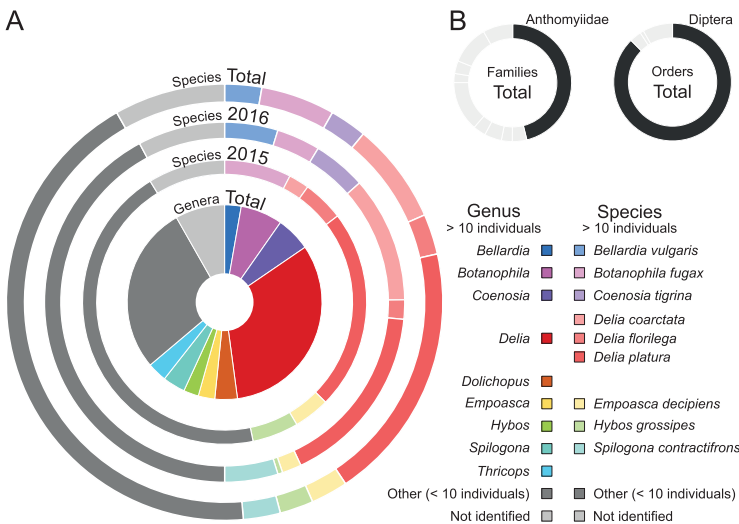 A
Species Total
Species 2016
Species 2015
Genera Total
B
Anthomyiidae
Families
Total
Diptera
Orders
Total
Genus
> 10 individuals
Species
> 10 individuals
Bellardia
Bellardia vulgaris
Botanophila
Botanophila fugax
Coenosia
Coenosia tigrina
Delia coarctata
Delia
Delia florilega
Delia platura
Dolichopus
Empoasca
Empoasca decipiens
Hybos
Hybos grossipes
Spilogona
Spilogona contractifrons
Thricops
Other (< 10 individuals)
Other (< 10 individuals)
Not identified
Not identified